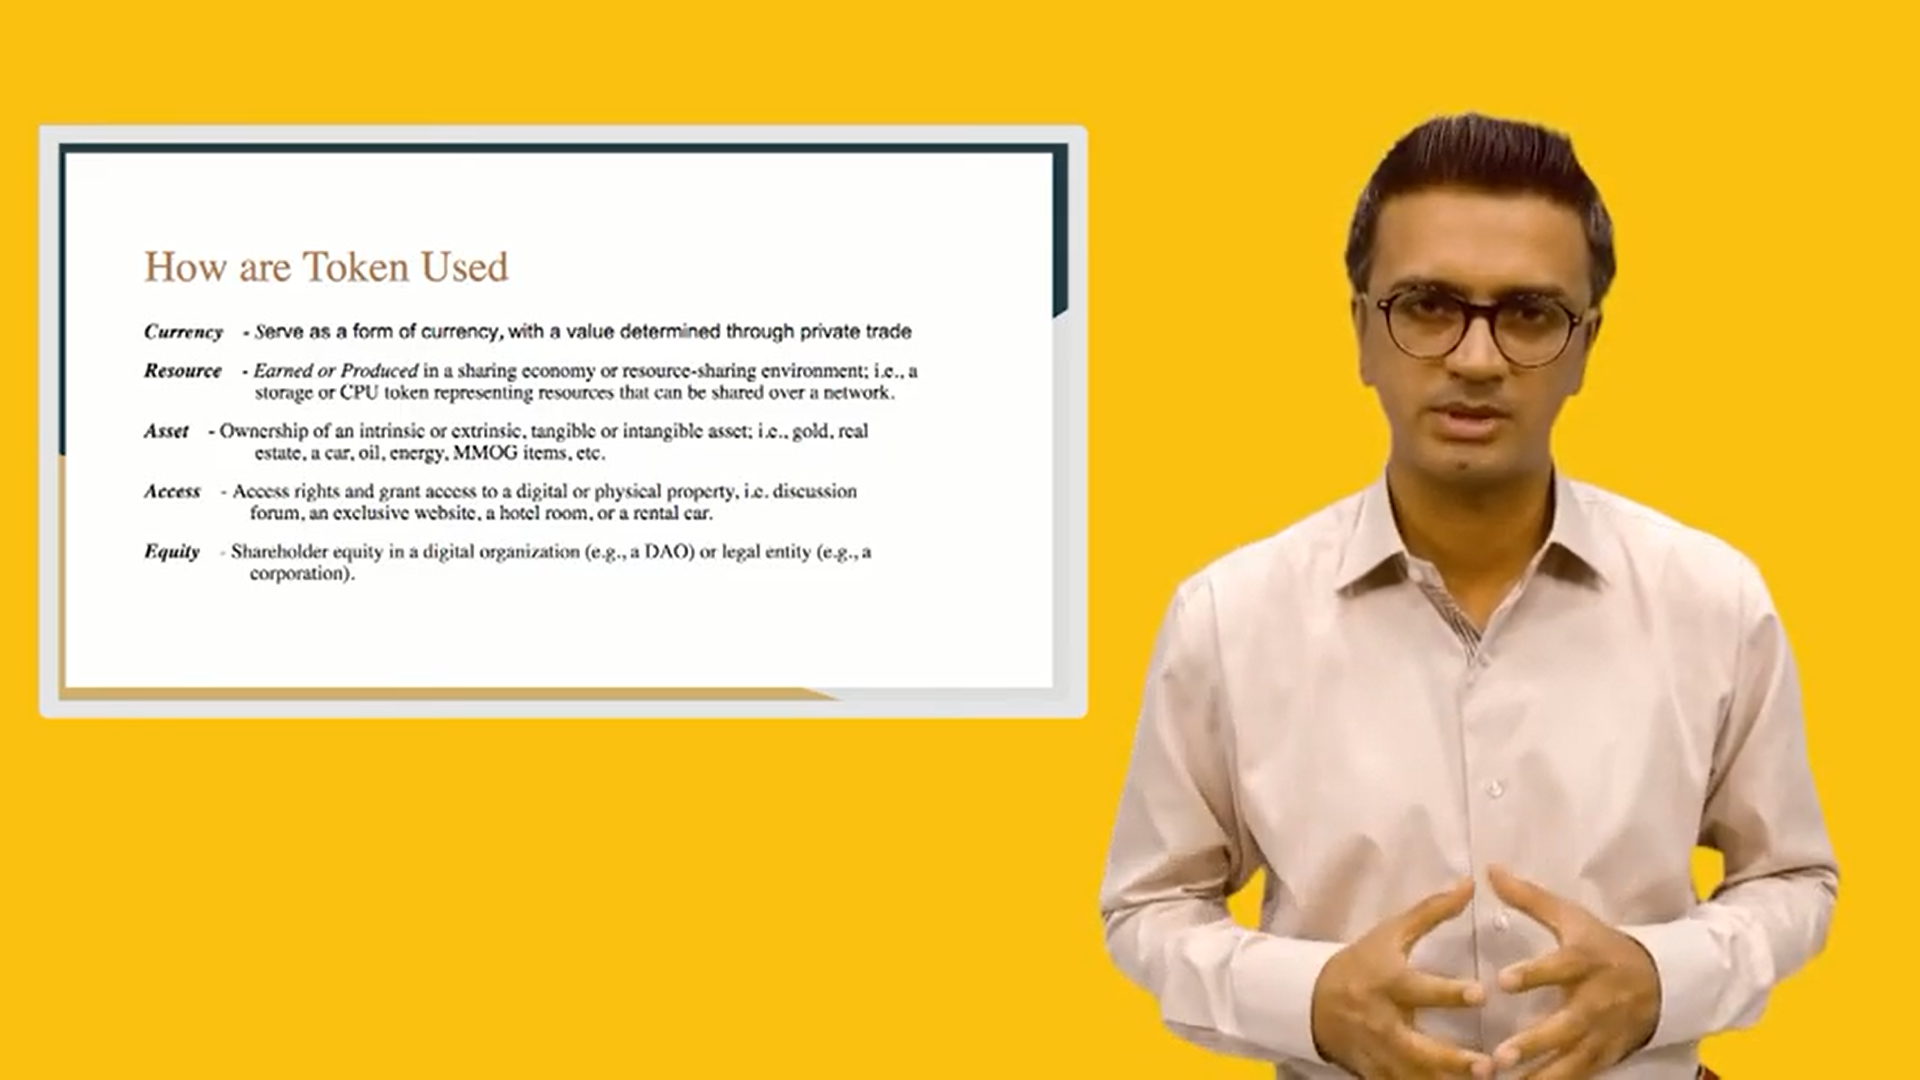 How are Token Used
Currency - Serve as a form of currency, with a value determined through private trade
Resource - Earned or Produced in a sharing economy or resource-sharing environment; i.e., a
storage or CPU token representing resources that can be shared over a network.
Asset - Ownership of an intrinsic or extrinsic, tangible or intangible asset; i.e., gold, real
estate, a car, oil, energy, MMOG items, etc.
Access - Access rights and grant access to a digital or physical property, i.e. discussion
forum, an exclusive website, a hotel room, or a rental car.
Equity - Shareholder equity in a digital organization (e.g., a DAO) or legal entity (e.g., a
corporation).